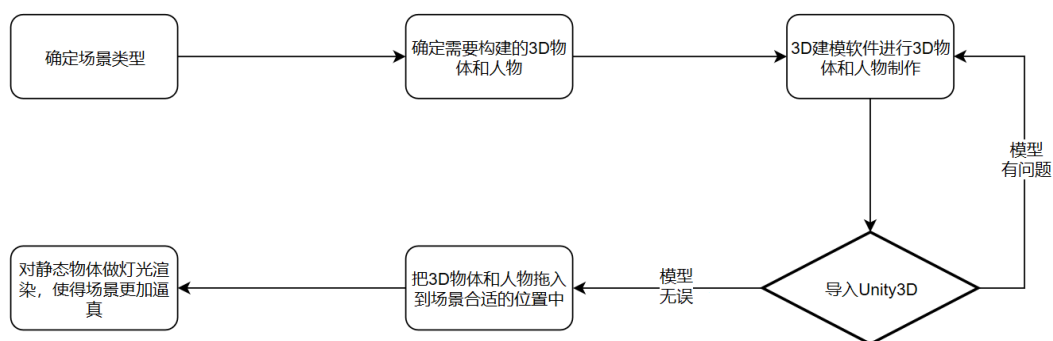 确定场景类型
确定需要构建的3D物
体和人物
3D建模软件进行3D物
体和人物制作
模型
有问题
对静态物体做灯光渲
染，使得场景更加逼
真
把3D物体和人物拖入
到场景合适的位置中
模型
无误
导入Unity3D